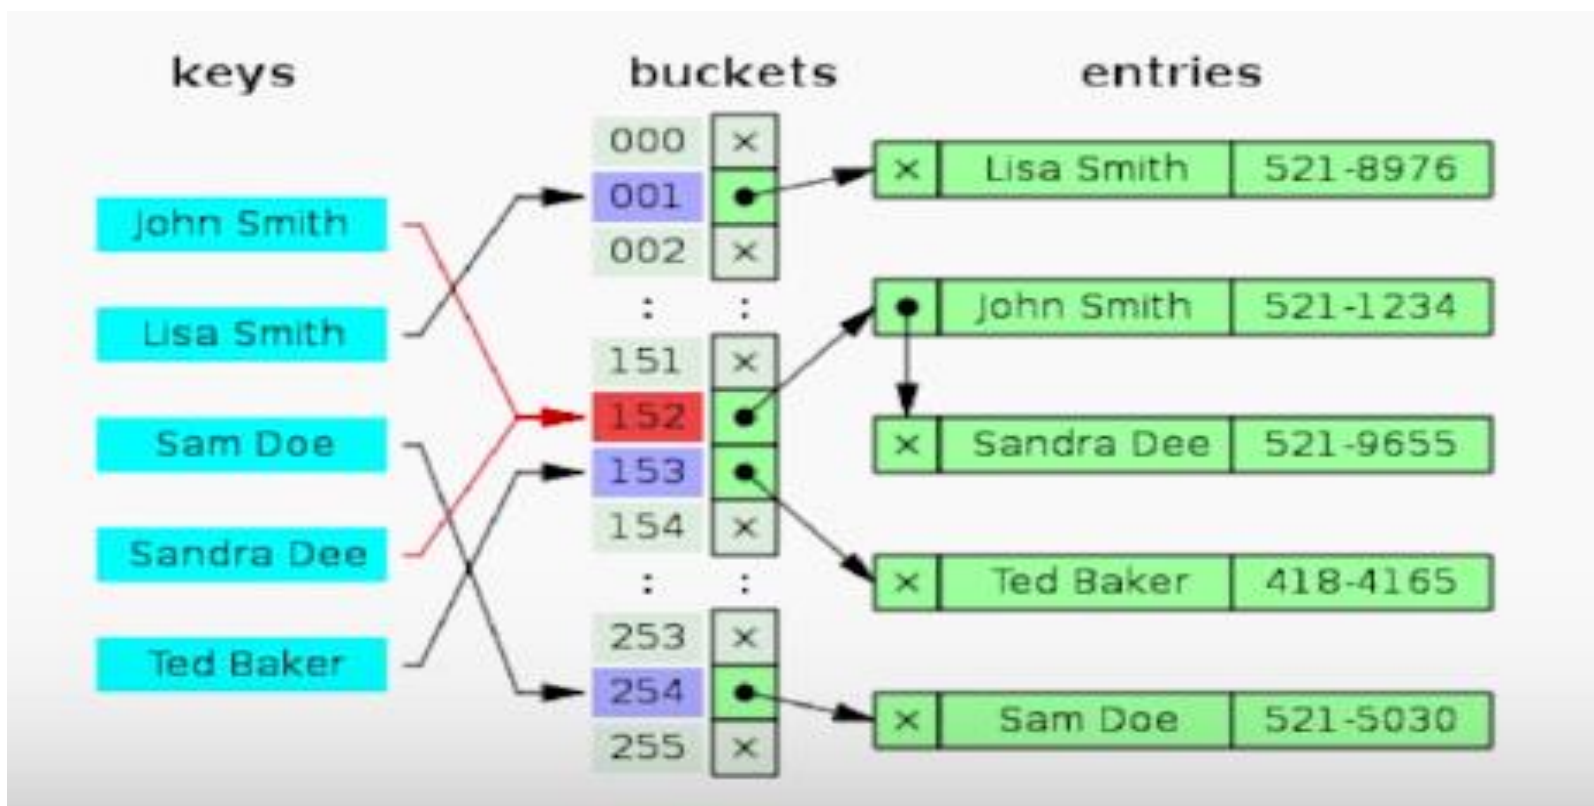 keys
buckets
entries
John Smith
Lisa Smith
Sam Doe
Sandra Dee
Ted Baker
000 ×
001
002 ×
: :
151 ×
152
153
154 ×
: :
253 ×
254
255 ×
× Lisa Smith 521-8976
John Smith 521-1234
× Sandra Dee 521-9655
× Ted Baker 418-4165
× Sam Doe 521-5030